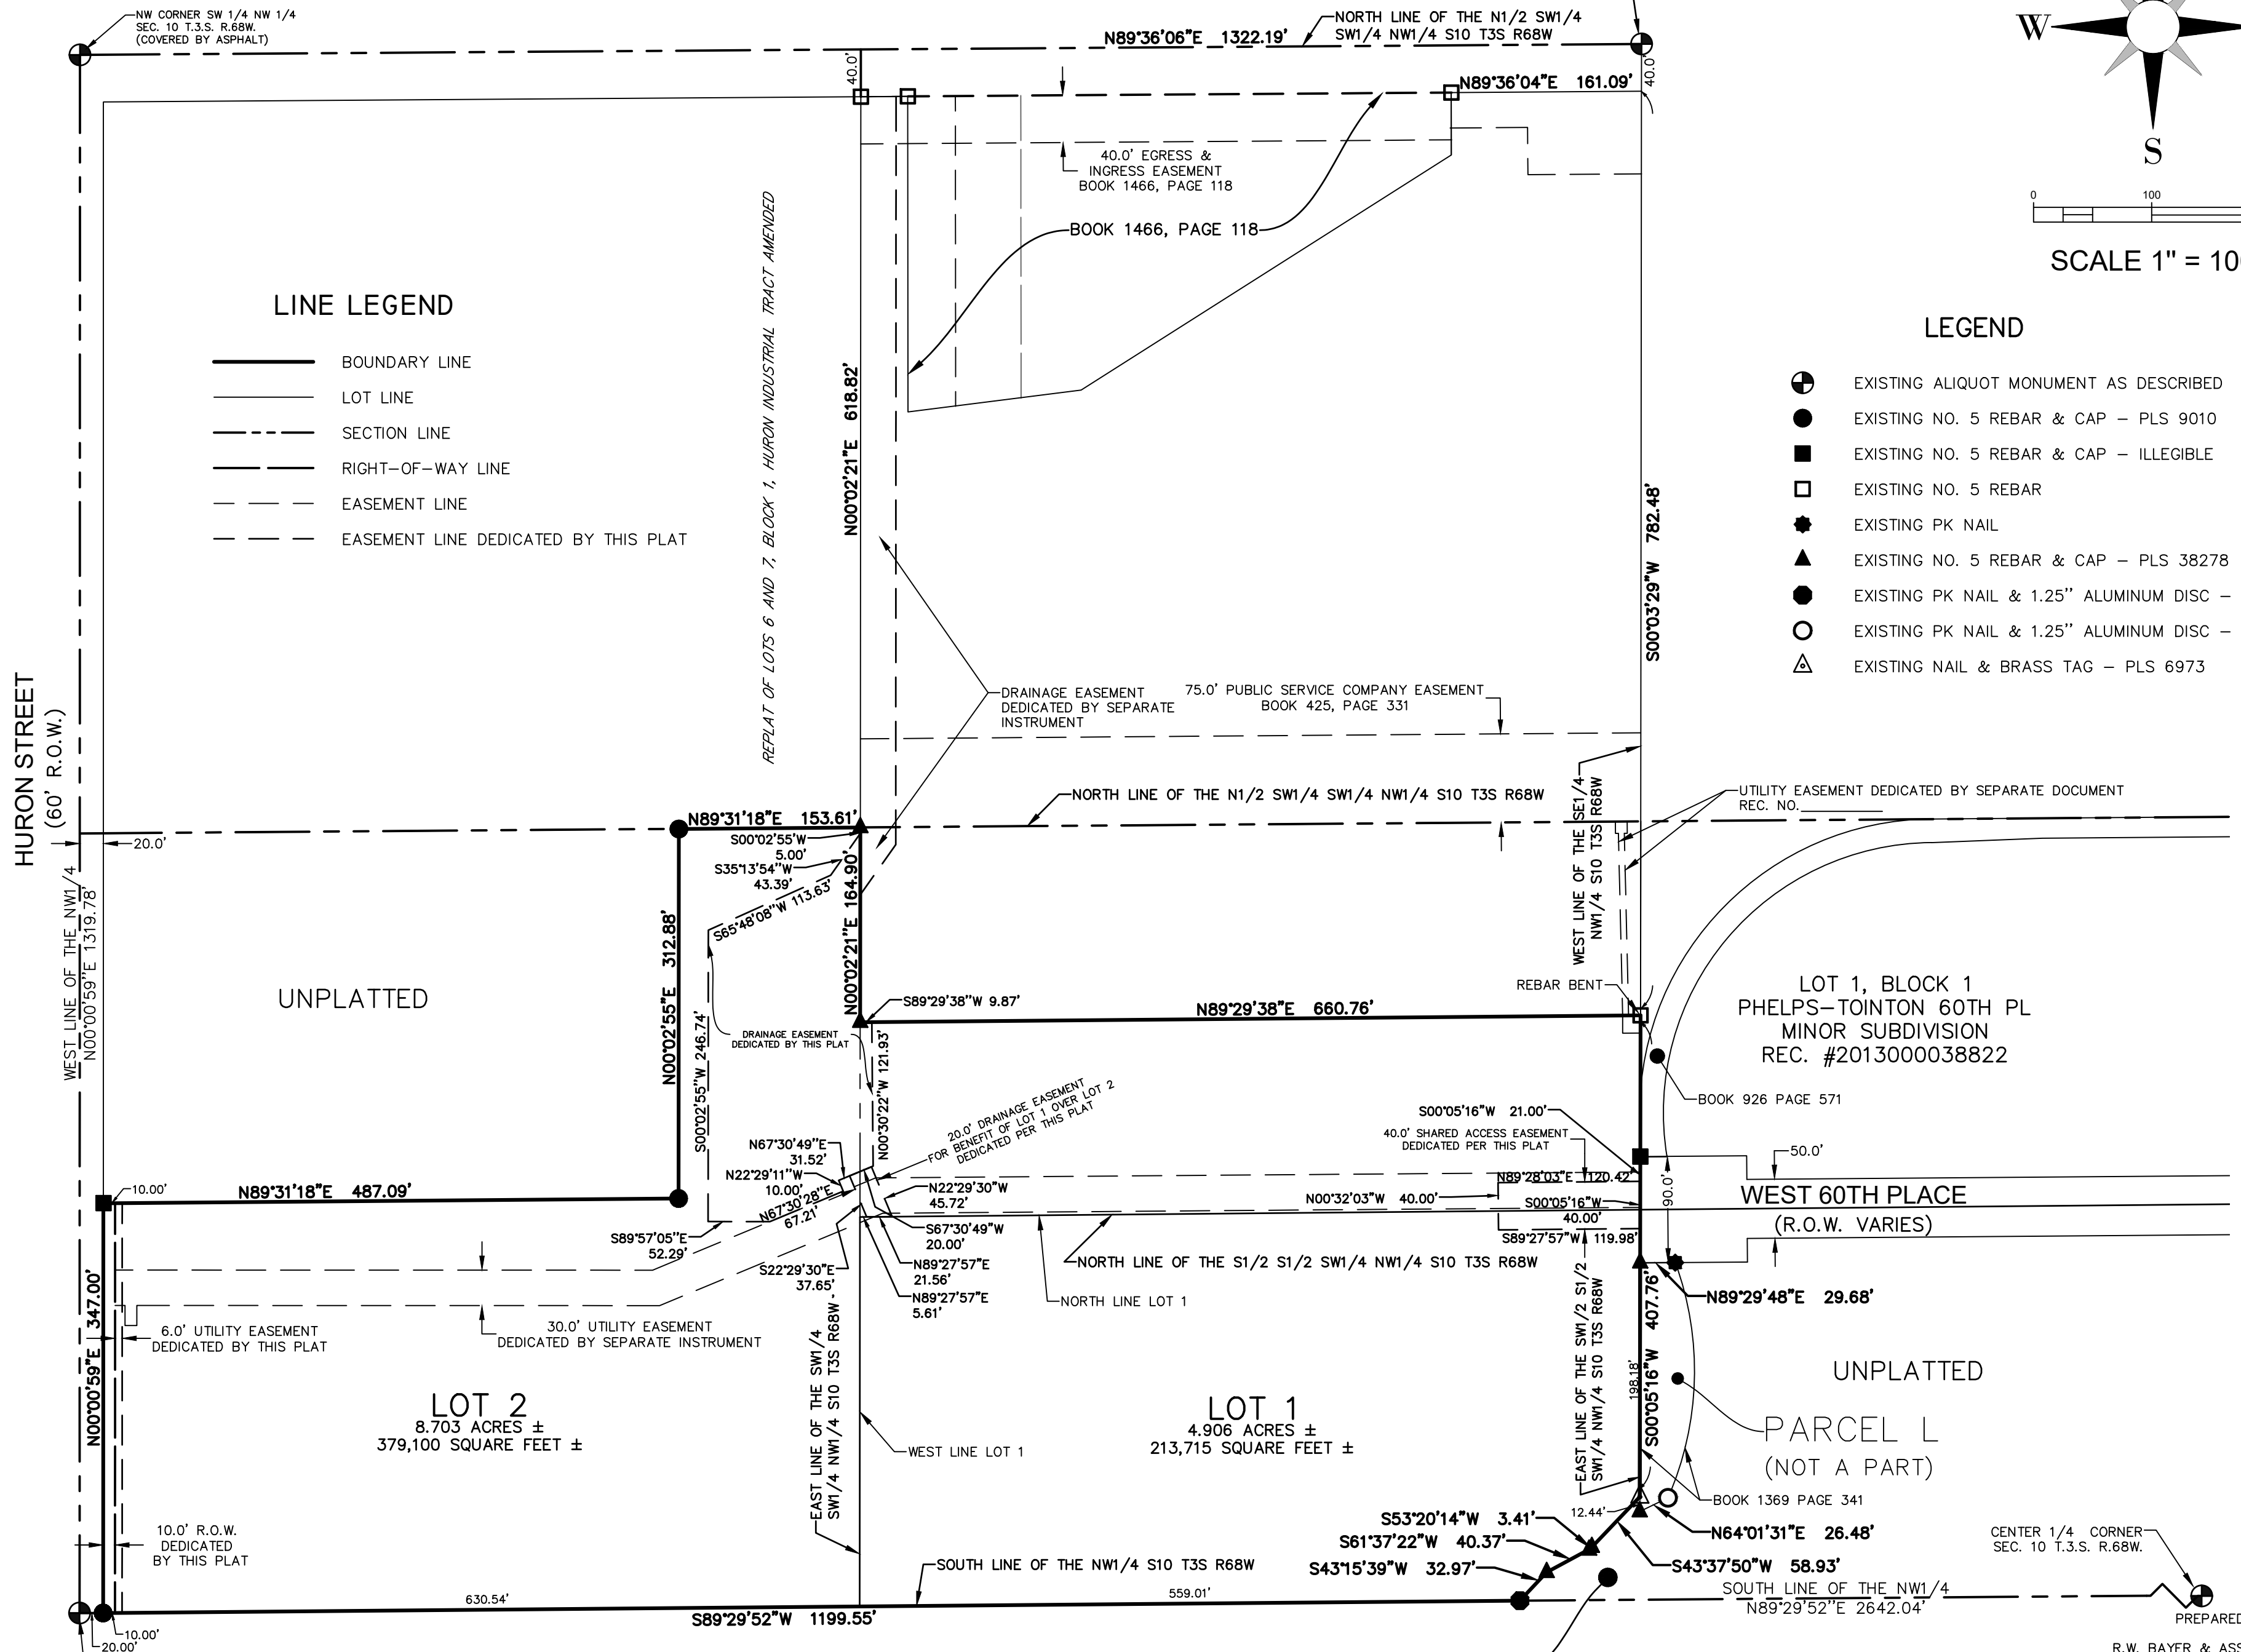 NW CORNER SW 1/4 NW 1/4
SEC. 10 T.3.S. R.68W.
(COVERED BY ASPHALT)
N89°36'06"E 1322.19'
NORTH LINE OF THE N1/2 SW1/4
SW1/4 NW1/4 S10 T3S R68W
W
S
40.0'
40.0'
N89°36'04"E 161.09'
40.0' EGRESS &
INGRESS EASEMENT
BOOK 1466, PAGE 118
BOOK 1466, PAGE 118
0
100
SCALE 1" = 10
LINE LEGEND
BOUNDARY LINE
LOT LINE
SECTION LINE
RIGHT-OF-WAY LINE
EASEMENT LINE
EASEMENT LINE DEDICATED BY THIS PLAT
REPLAT OF LOTS 6 AND 7, BLOCK 1, HURON INDUSTRIAL TRACT AMENDED
N00°02'21"E 618.82'
S00°03'29"W 782.48'
LEGEND
EXISTING ALIQUOT MONUMENT AS DESCRIBED
EXISTING NO. 5 REBAR & CAP - PLS 9010
EXISTING NO. 5 REBAR & CAP - ILLEGIBLE
EXISTING NO. 5 REBAR
EXISTING PK NAIL
EXISTING NO. 5 REBAR & CAP - PLS 38278
EXISTING PK NAIL & 1.25" ALUMINUM DISC -
EXISTING PK NAIL & 1.25" ALUMINUM DISC -
EXISTING NAIL & BRASS TAG - PLS 6973
HURON STREET
(60' R.O.W.)
20.0'
WEST LINE OF THE NW1/4
N00°00'59"E 1319.78'
DRAINAGE EASEMENT
DEDICATED BY SEPARATE
INSTRUMENT
75.0' PUBLIC SERVICE COMPANY EASEMENT
BOOK 425, PAGE 331
NORTH LINE OF THE N1/2 SW1/4 SW1/4 NW1/4 S10 T3S R68W
WEST LINE OF THE SE1/4
NW1/4 S10 T3S R68W
UTILITY EASEMENT DEDICATED BY SEPARATE DOCUMENT
REC. NO.
N89°31'18"E 153.61'
S00°02'55"W
5.00'
S35°13'54"W
43.39'
S65°48'08"W 113.63'
N00°02'21"E 164.90'
N00°02'55"E 312.88'
S00°02'55"W 246.74'
UNPLATTED
S89°29'38"W 9.87'
N89°29'38"E 660.76'
REBAR BENT
DRAINAGE EASEMENT
DEDICATED BY THIS PLAT
N00°30'22"W 121.93'
LOT 1, BLOCK 1
PHELPS-TOINTON 60TH PL
MINOR SUBDIVISION
REC. #2013000038822
BOOK 926 PAGE 571
20.0' DRAINAGE EASEMENT
FOR BENEFIT OF LOT 1 OVER LOT 2
DEDICATED PER THIS PLAT
S00°05'16"W 21.00'
40.0' SHARED ACCESS EASEMENT
DEDICATED PER THIS PLAT
50.0'
N67°30'49"E
31.52'
N22°29'11"W
10.00'
N67°30'28"E
67.21'
N22°29'30"W
45.72'
S67°30'49"W
20.00'
N89°27'57"E
21.56'
N89°27'57"E
5.61'
S22°29'30"E
37.65'
S89°57'05"E
52.29'
10.00'
N89°31'18"E 487.09'
N89°28'03"E 120.42'
N00°32'03"W 40.00'
S00°05'16"W
40.00'
S89°27'57"W 119.98'
90.0'
WEST 60TH PLACE
(R.O.W. VARIES)
NORTH LINE OF THE S1/2 S1/2 SW1/4 NW1/4 S10 T3S R68W
NORTH LINE LOT 1
N89°29'48"E 29.68'
N00°00'59"E 347.00'
6.0' UTILITY EASEMENT
DEDICATED BY THIS PLAT
30.0' UTILITY EASEMENT
DEDICATED BY SEPARATE INSTRUMENT
EAST LINE OF THE SW1/4
SW1/4 NW1/4 S10 T3S R68W
EAST LINE OF THE SW1/2 S1/2
SW1/4 NW1/4 S10 T3S R68W
198.18'
S00°05'16"W 407.76'
LOT 2
8.703 ACRES ±
379,100 SQUARE FEET ±
WEST LINE LOT 1
LOT 1
4.906 ACRES ±
213,715 SQUARE FEET ±
UNPLATTED
PARCEL L
(NOT A PART)
BOOK 1369 PAGE 341
12.44'
N64°01'31"E 26.48'
S53°20'14"W 3.41'
S61°37'22"W 40.37'
S43°15'39"W 32.97'
S43°37'50"W 58.93'
10.0' R.O.W.
DEDICATED
BY THIS PLAT
SOUTH LINE OF THE NW1/4 S10 T3S R68W
CENTER 1/4 CORNER
SEC. 10 T.3.S. R.68W.
SOUTH LINE OF THE NW1/4
N89°29'52"E 2642.04'
630.54'
559.01'
S89°29'52"W 1199.55'
10.00'
20.00'
PREPARED
R.W. BAYER & ASS